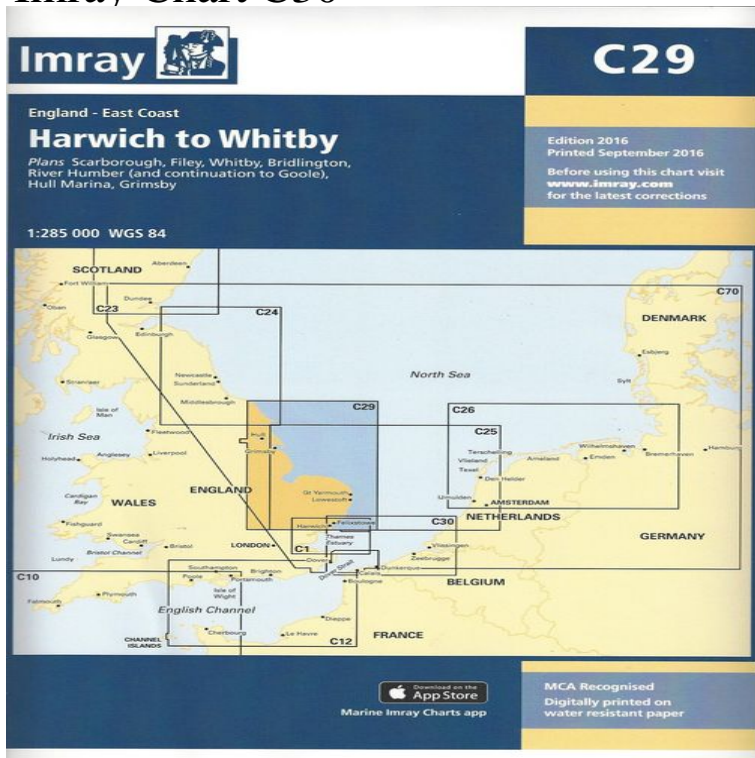 Imray Chart C30
Imray
C29
England - East Coast
Harwich to Whitby
Plans Scarborough, Filey, Whitby, Bridlington,
River Humber (and continuation to Goole),
Hull Marina, Grimsby
1:285 000 WGS 84
Edition 2016
Printed September 2016
Before using this chart visit
www.imray.com
for the latest corrections
SCOTLAND
Aberdeen
Fort William
C70
Oban
Dundee
C23
C24
DENMARK
Glasgow
Edinburgh
Esbjerg
North Sea
Stranraer
Newcastle
Sunderland
Sylt
Middlesbrough
Isle of
Man
C29
C26
Irish Sea
Fleetwood
C25
Hull
Grimsby
Terschelling
Vlieland
Texel
Ameland
Wilhelmshaven
Emden
Bremerhaven
Hamburg
Holyhead
Anglesey
Liverpool
Den Helder
ENGLAND
Gt Yarmouth
Lowestoft
IJmuiden
AMSTERDAM
Cardigan
Bay
WALES
NETHERLANDS
Fishguard
Harwich
Felixstowe
C30
Swansea
Cardiff
Bristol Channel
Bristol
LONDON
Thames
Estuary
C1
Vlissingen
Zeebrugge
GERMANY
Lundy
Dover
Dover Strait
Calais
Dunkerque
C10
Southampton
Brighton
Poole
Portsmouth
Boulogne
BELGIUM
Falmouth
Plymouth
Isle of
Wight
English Channel
Dieppe
Cherbourg
Le Havre
CHANNEL
ISLANDS
C12
FRANCE
Download on the
App Store
Marine Imray Charts app
MCA Recognised
Digitally printed on
water resistant paper